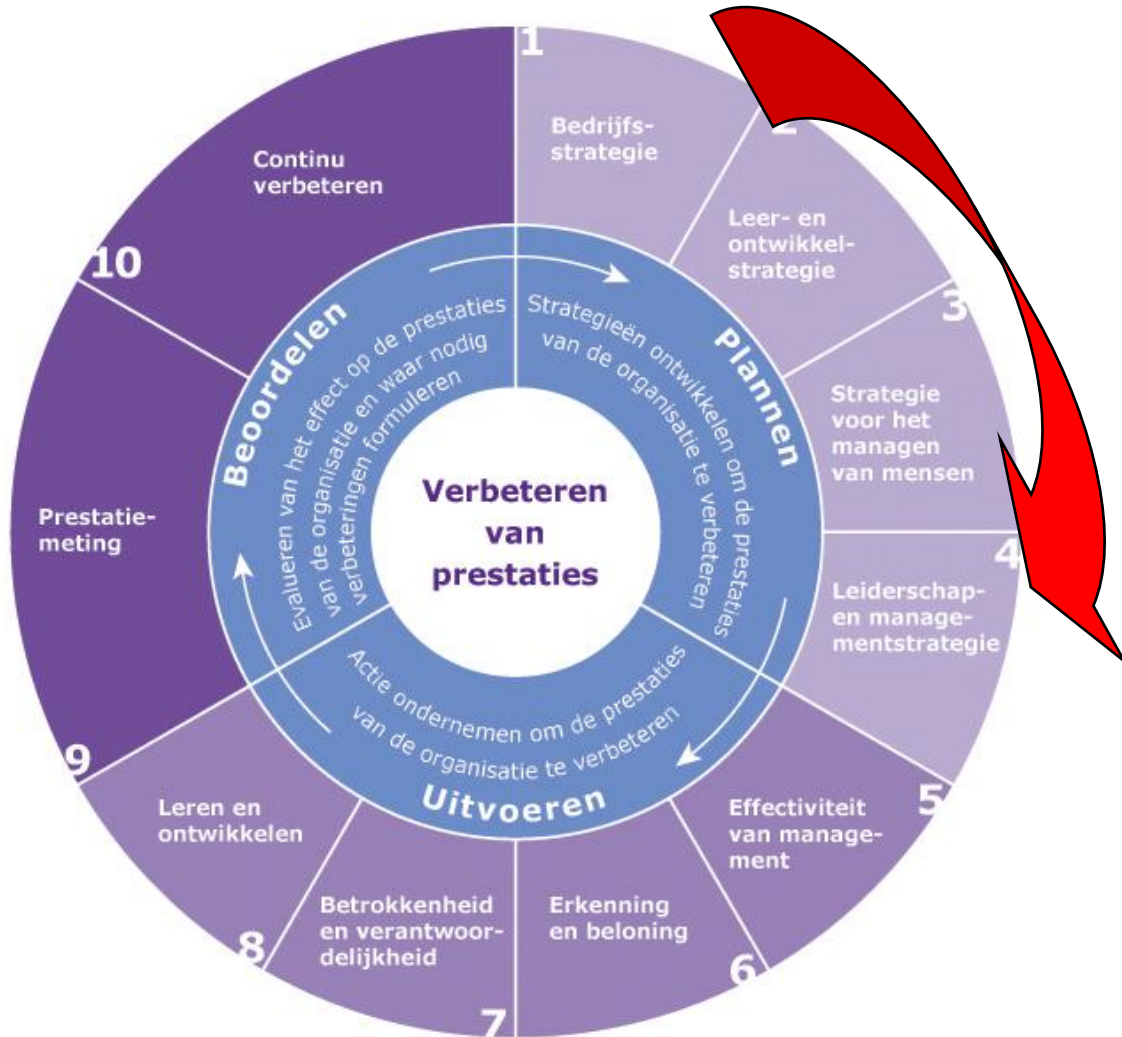 1
Bedrijfs-
strategie
2
Leer- en
ontwikkel-
strategie
3
Strategie
voor het
managen
van mensen
4
Leiderschap-
en manage-
mentstrategie
5
Effectiviteit
van manage-
ment
6
Erkenning
en beloning
7
Betrokkenheid
en verantwoor-
delijkheid
8
Leren en
ontwikkelen
9
Prestatie-
meting
10
Continu
verbeteren
Plannen
Strategieën ontwikkelen om de prestaties
van de organisatie te verbeteren
Uitvoeren
Actie ondernemen om de prestaties
van de organisatie te verbeteren
Beoordelen
Evalueren van het effect op de prestaties
van de organisatie en waar nodig
verbeteringen formuleren
Verbeteren
van
prestaties